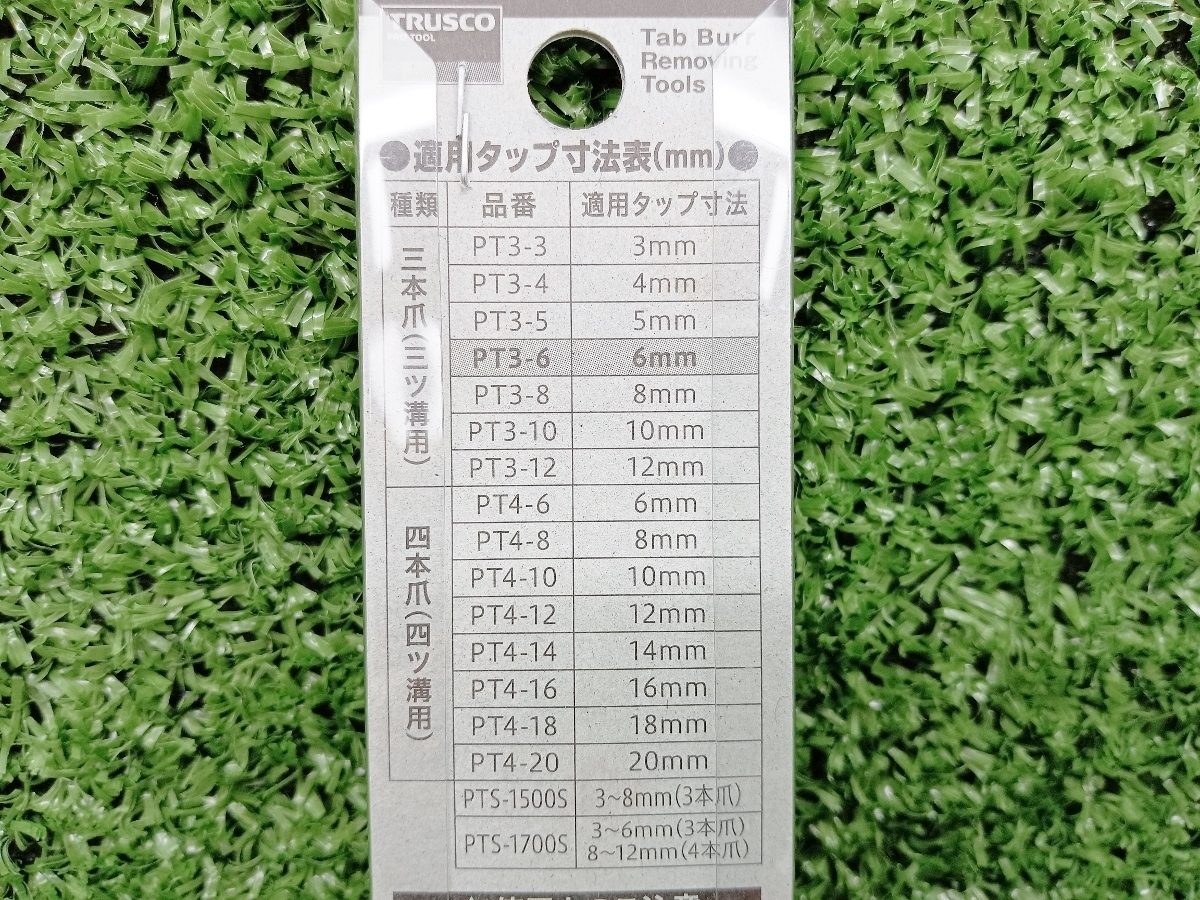 TRUSCO
PRO TOOL
Tab Burr
Removing
Tools
●適用タップ寸法表(mm)●
種類 品番 適用タップ寸法
三本爪(三ツ溝用)
PT3-3 3mm
PT3-4 4mm
PT3-5 5mm
PT3-6 6mm
PT3-8 8mm
PT3-10 10mm
PT3-12 12mm
四本爪(四ツ溝用)
PT4-6 6mm
PT4-8 8mm
PT4-10 10mm
PT4-12 12mm
PT4-14 14mm
PT4-16 16mm
PT4-18 18mm
PT4-20 20mm
PTS-1500S 3~8mm(3本爪)
PTS-1700S 3~6mm(3本爪)
8~12mm(4本爪)